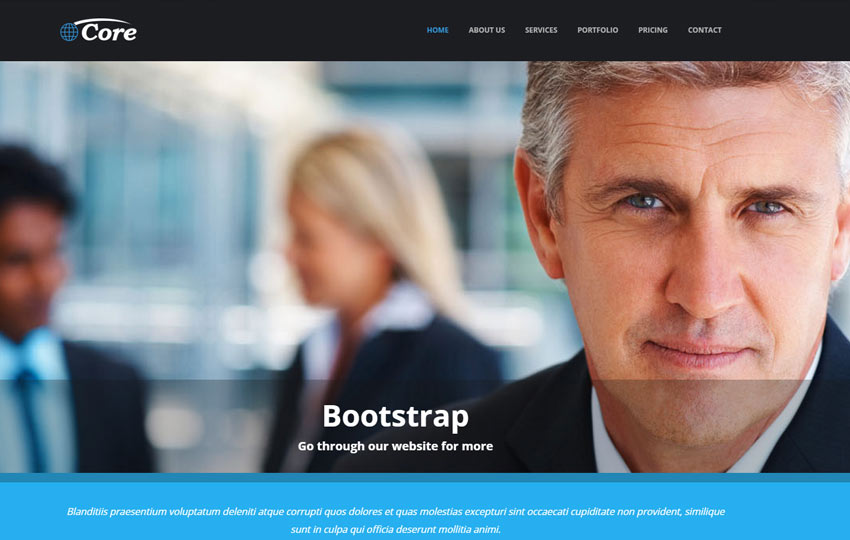 Core
HOME ABOUT US SERVICES PORTFOLIO PRICING CONTACT
Bootstrap
Go through our website for more
Blanditiis praesentium voluptatum deleniti atque corrupti quos dolores et quas molestias excepturi sint occaecati cupiditate non provident, similique
sunt in culpa qui officia deserunt mollitia animi.